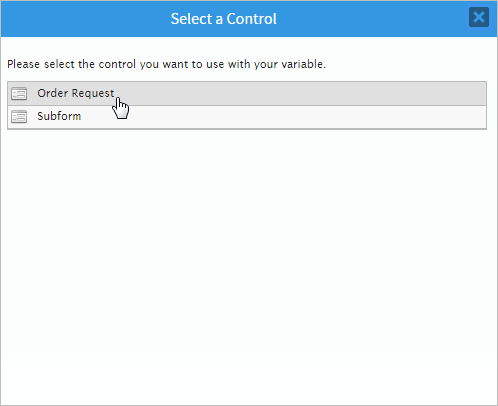 Select a Control
Please select the control you want to use with your variable.
Order Request
Subform